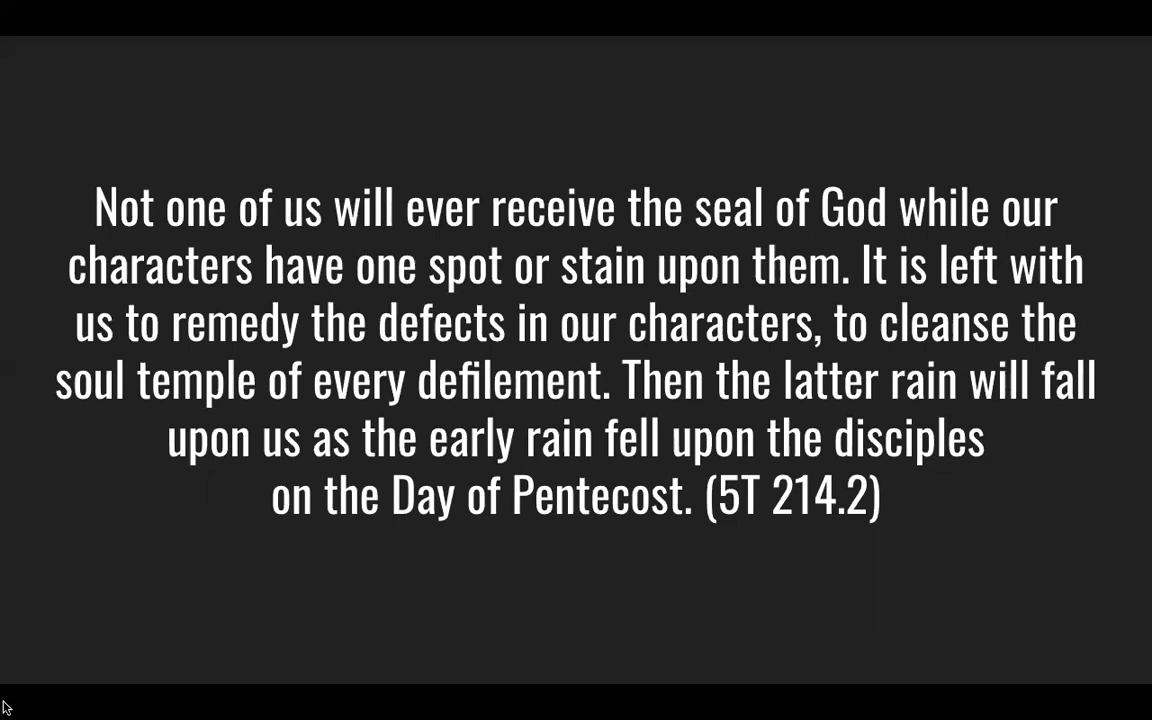 Not one of us will ever receive the seal of God while our
characters have one spot or stain upon them. It is left with
us to remedy the defects in our characters, to cleanse the
soul temple of every defilement. Then the latter rain will fall
upon us as the early rain fell upon the disciples
on the Day of Pentecost. (5T 214.2)